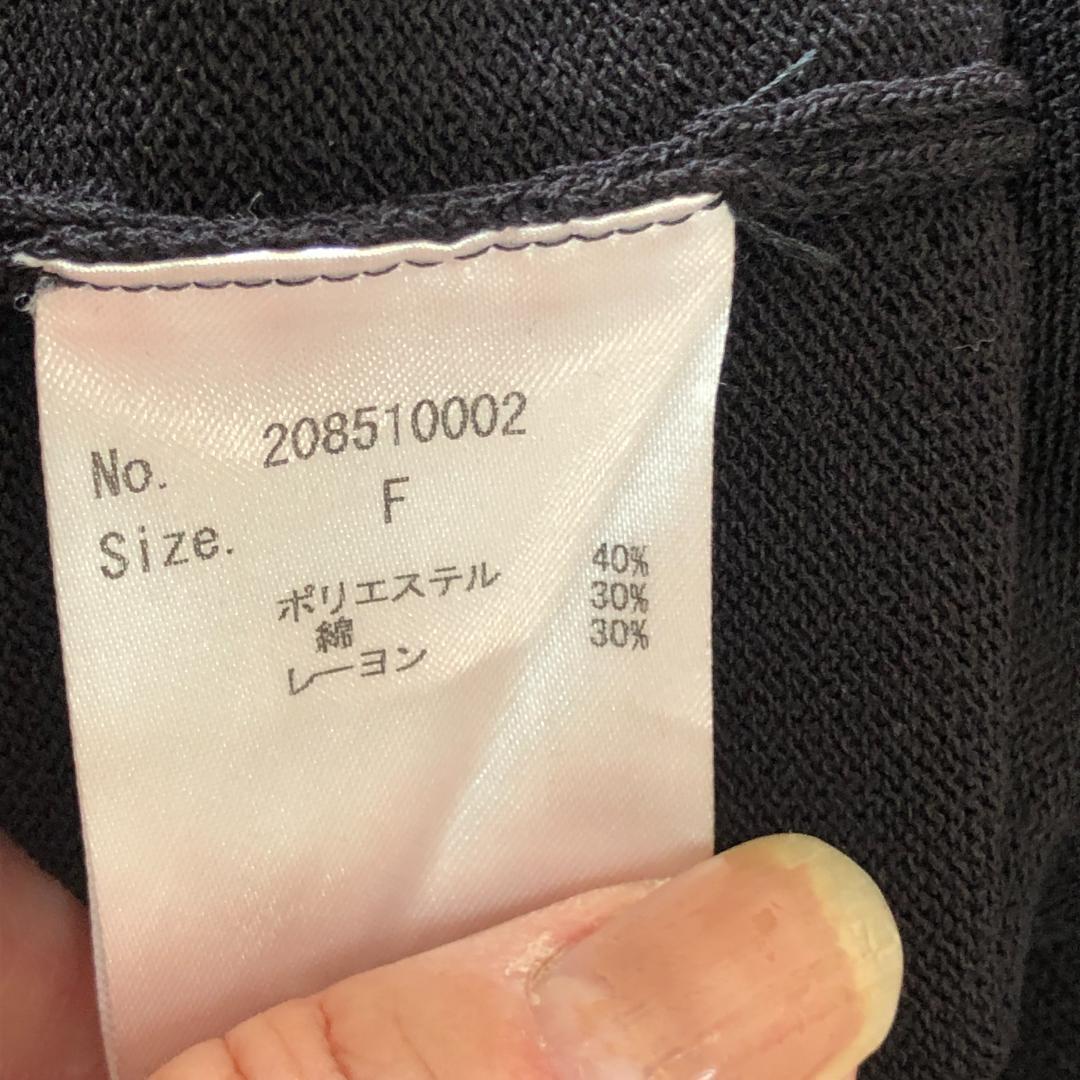 No. 208510002
Size. F
ポリエステル 40%
綿 30%
レーヨン 30%